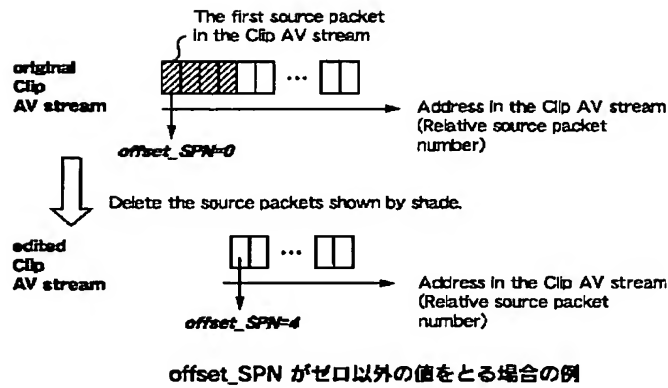 The first source packet
in the Clip AV stream
original
Clip
AV stream
...
Address in the Clip AV stream
(Relative source packet
number)
offset_SPN=0
Delete the source packets shown by shade.
edited
Clip
AV stream
...
Address in the Clip AV stream
(Relative source packet
number)
offset_SPN=4
offset_SPN がゼロ以外の値をとる場合の例